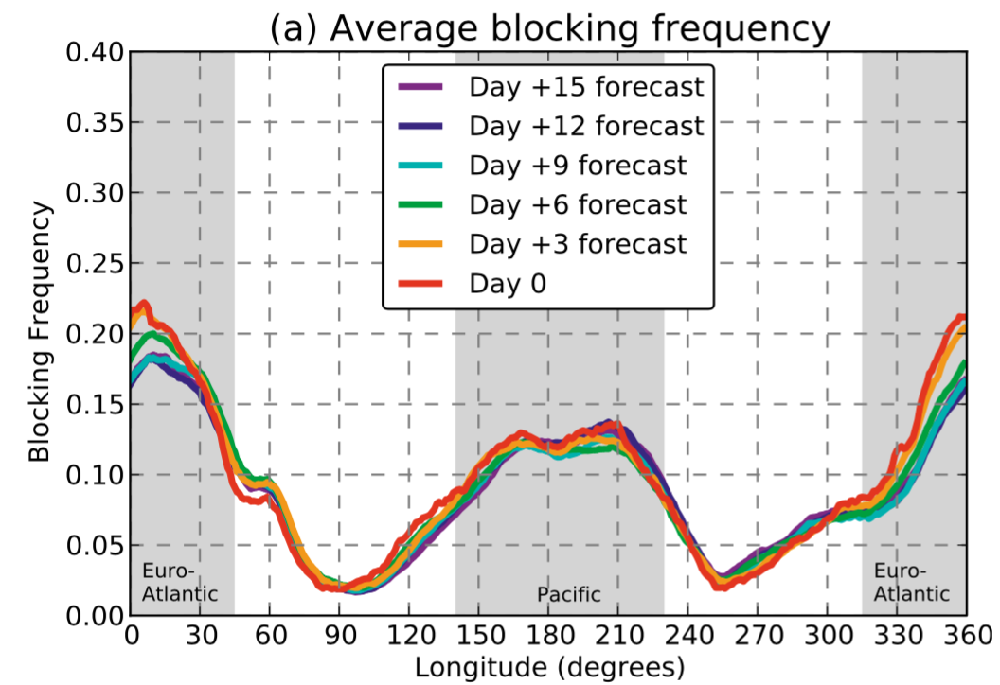 (a) Average blocking frequency
0.40
0.35
0.30
0.25
0.20
0.15
0.10
0.05
0.00
Blocking Frequency
Day +15 forecast
Day +12 forecast
Day +9 forecast
Day +6 forecast
Day +3 forecast
Day 0
Euro-
Atlantic
Pacific
Euro-
Atlantic
0 30 60 90 120 150 180 210 240 270 300 330 360
Longitude (degrees)